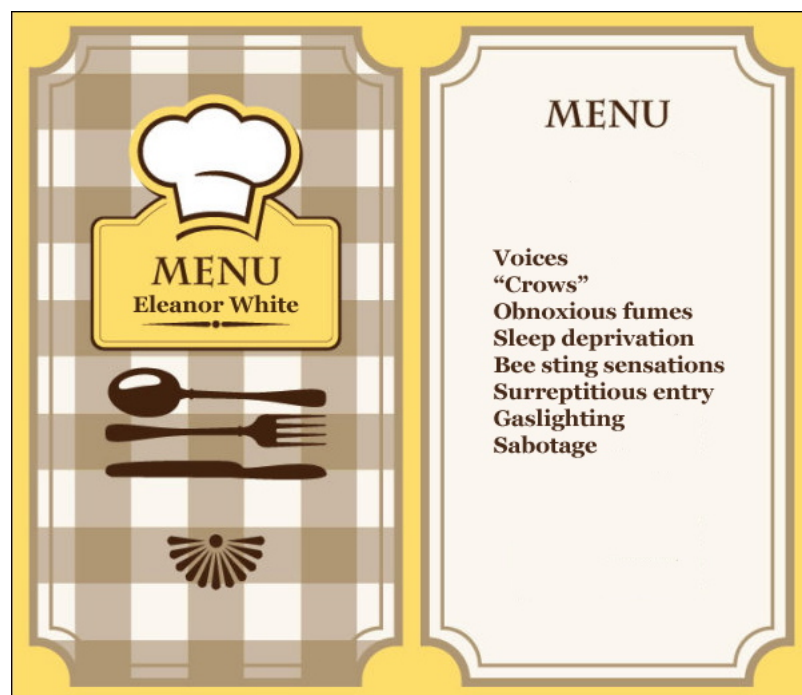 MENU
Eleanor White
MENU
Voices
“Crows”
Obnoxious fumes
Sleep deprivation
Bee sting sensations
Surreptitious entry
Gaslighting
Sabotage